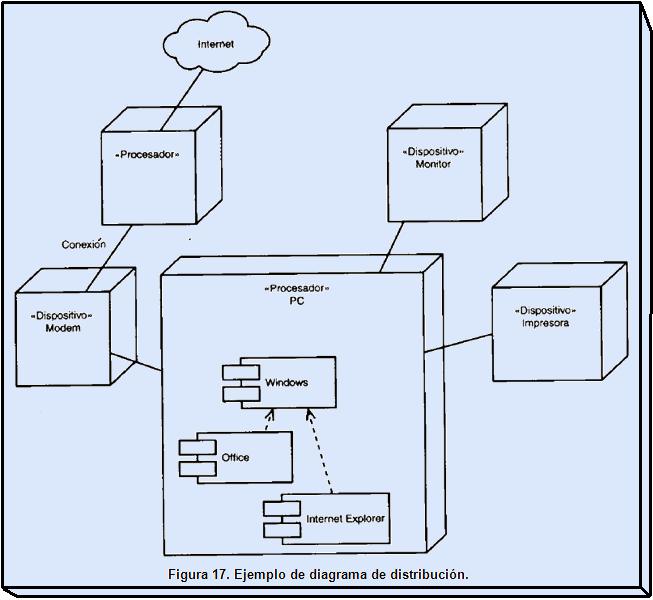 Internet
«Procesador»
«Dispositivo»
Monitor
Conexión
«Dispositivo»
Modem
«Procesador»
PC
«Dispositivo»
Impresora
Windows
Office
Internet Explorer
Figura 17. Ejemplo de diagrama de distribución.